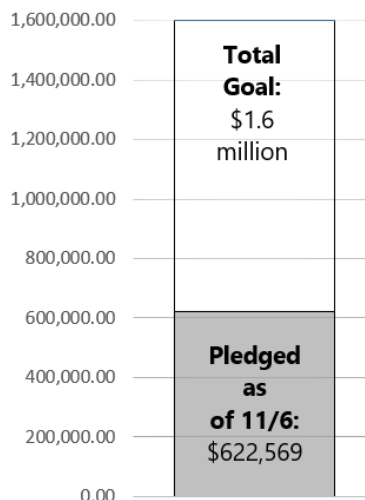 1,600,000.00
1,400,000.00
1,200,000.00
1,000,000.00
800,000.00
600,000.00
400,000.00
200,000.00
0.00
Total
Goal:
$1.6
million
Pledged
as
of 11/6:
$622,569